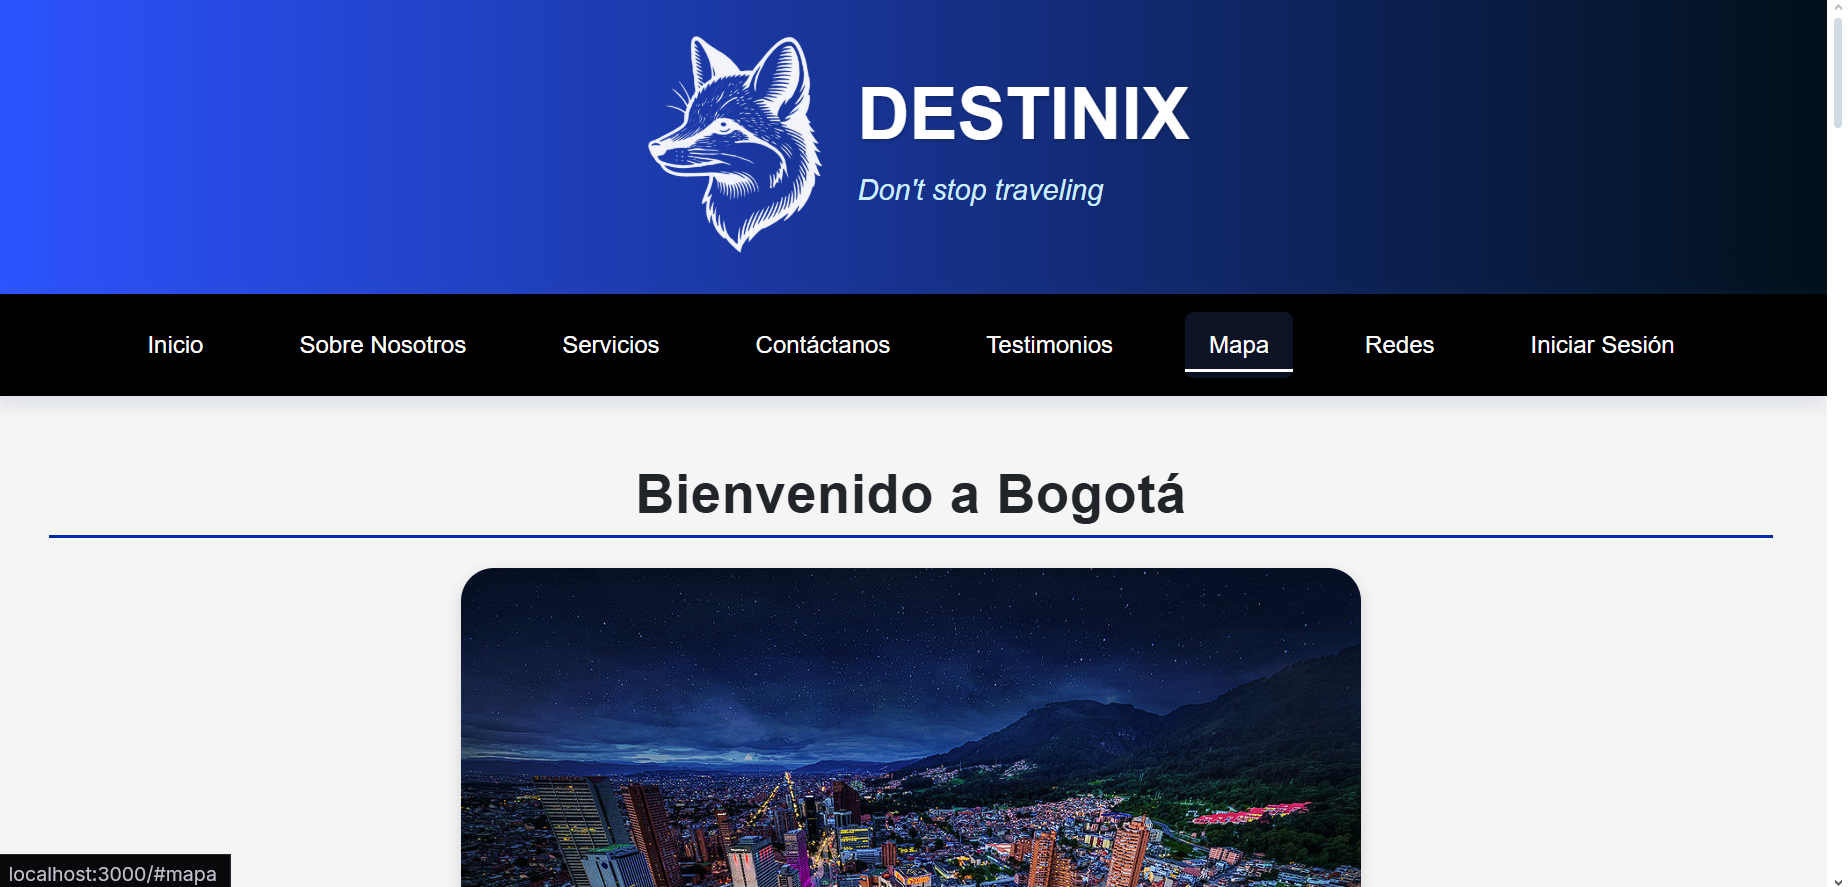 DESTINIX
Don't stop traveling
Inicio Sobre Nosotros Servicios Contáctanos Testimonios Mapa Redes Iniciar Sesión
Bienvenido a Bogotá
localhost:3000/#mapa